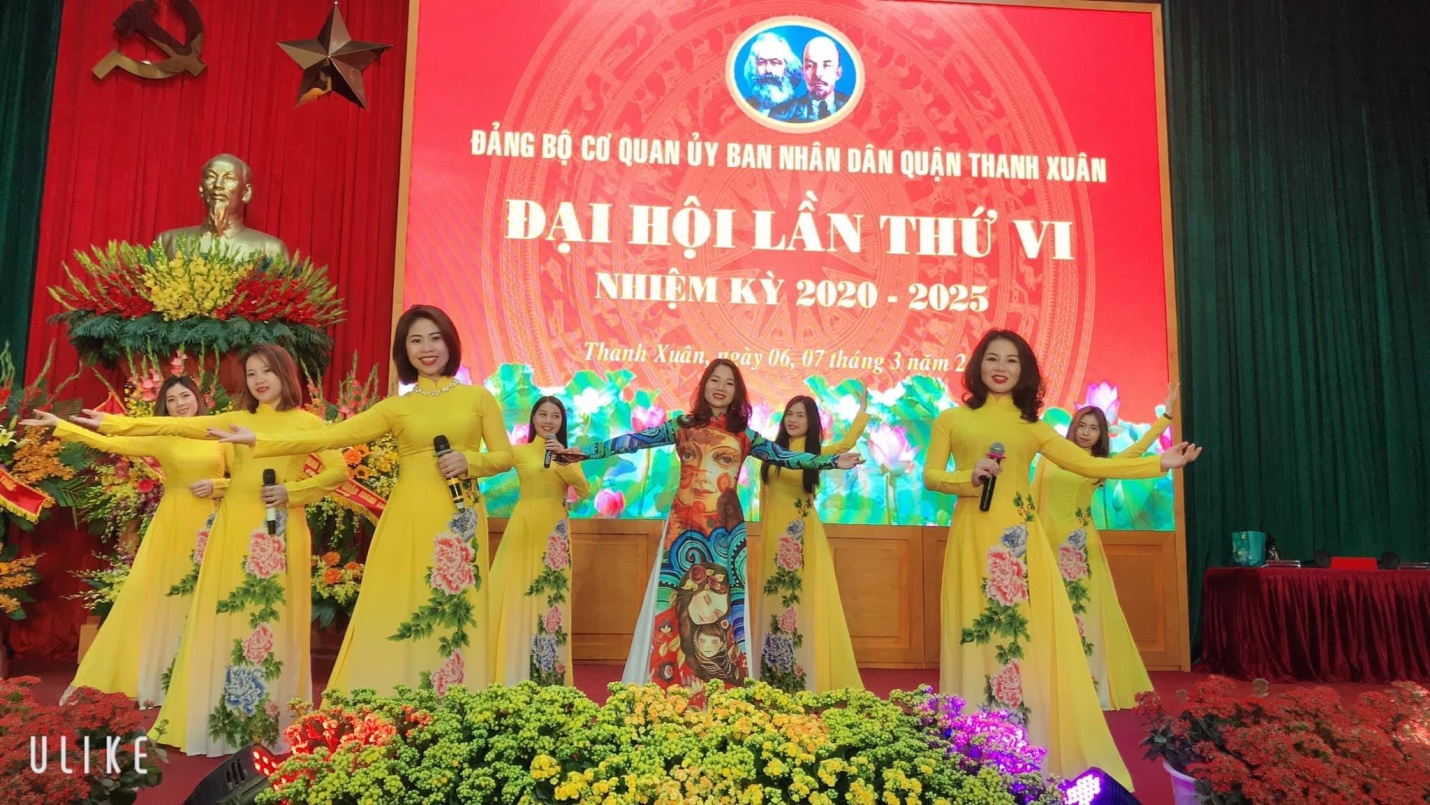 ĐẢNG BỘ CƠ QUAN ỦY BAN NHÂN DÂN QUẬN THANH XUÂN
ĐẠI HỘI LẦN THỨ VI
NHIỆM KỲ 2020 - 2025
Thanh Xuân, ngày 06, 07 tháng 3 năm 2
ULIKE